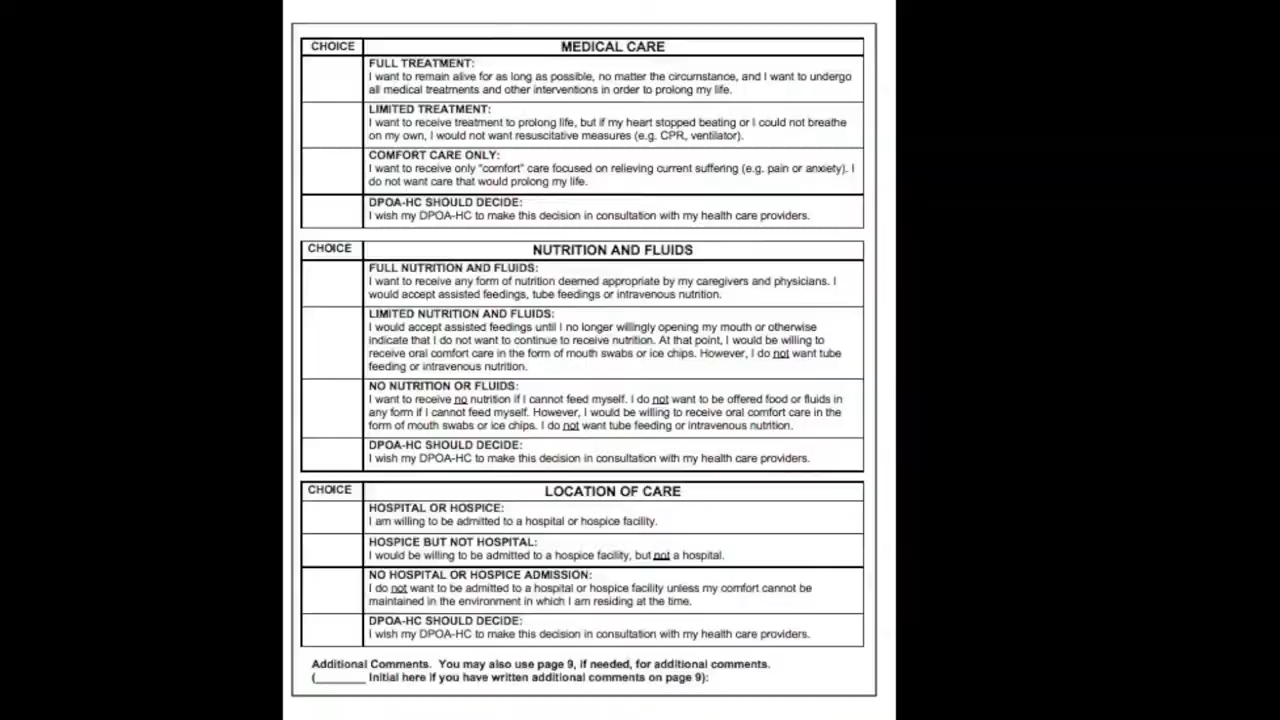 CHOICE MEDICAL CARE
FULL TREATMENT:
I want to remain alive for as long as possible, no matter the circumstance, and I want to undergo
all medical treatments and other interventions in order to prolong my life.
LIMITED TREATMENT:
I want to receive treatment to prolong life, but if my heart stopped beating or I could not breathe
on my own, I would not want resuscitative measures (e.g. CPR, ventilator).
COMFORT CARE ONLY:
I want to receive only "comfort" care focused on relieving current suffering (e.g. pain or anxiety). I
do not want care that would prolong my life.
DPOA-HC SHOULD DECIDE:
I wish my DPOA-HC to make this decision in consultation with my health care providers.
CHOICE NUTRITION AND FLUIDS
FULL NUTRITION AND FLUIDS:
I want to receive any form of nutrition deemed appropriate by my caregivers and physicians. I
would accept assisted feedings, tube feedings or intravenous nutrition.
LIMITED NUTRITION AND FLUIDS:
I would accept assisted feedings until I no longer willingly opening my mouth or otherwise
indicate that I do not want to continue to receive nutrition. At that point, I would be willing to
receive oral comfort care in the form of mouth swabs or ice chips. However, I do not want tube
feeding or intravenous nutrition.
NO NUTRITION OR FLUIDS:
I want to receive no nutrition if I cannot feed myself. I do not want to be offered food or fluids in
any form if I cannot feed myself. However, I would be willing to receive oral comfort care in the
form of mouth swabs or ice chips. I do not want tube feeding or intravenous nutrition.
DPOA-HC SHOULD DECIDE:
I wish my DPOA-HC to make this decision in consultation with my health care providers.
CHOICE LOCATION OF CARE
HOSPITAL OR HOSPICE:
I am willing to be admitted to a hospital or hospice facility.
HOSPICE BUT NOT HOSPITAL:
I would be willing to be admitted to a hospice facility, but not a hospital.
NO HOSPITAL OR HOSPICE ADMISSION:
I do not want to be admitted to a hospital or hospice facility unless my comfort cannot be
maintained in the environment in which I am residing at the time.
DPOA-HC SHOULD DECIDE:
I wish my DPOA-HC to make this decision in consultation with my health care providers.
Additional Comments. You may also use page 9, if needed, for additional comments.
(________ Initial here if you have written additional comments on page 9):